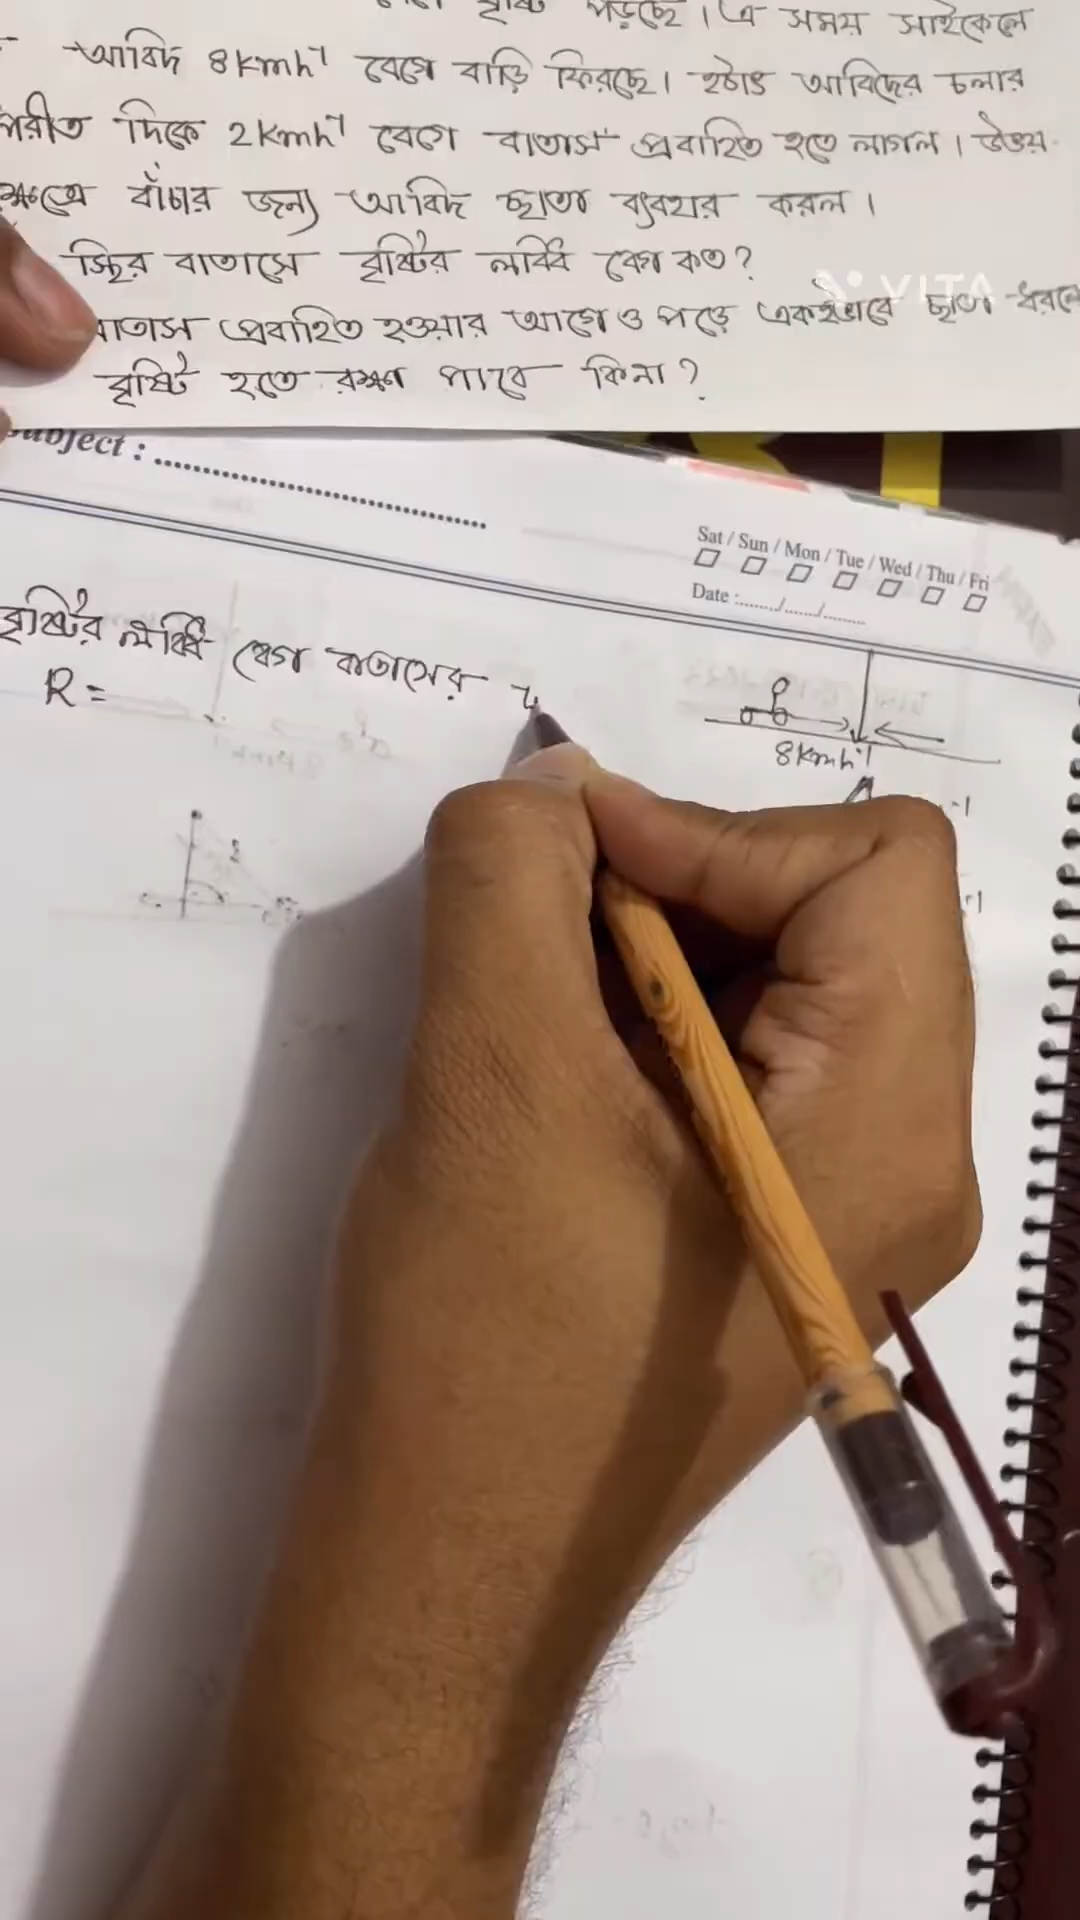 বৃষ্টি পড়ছে। এ সময় সাইকেলে
আবিদ 8kmh⁻¹ বেগে বাড়ি ফিরছে। হঠাৎ আবিদের চলার
পরীত দিকে 2kmh⁻¹ বেগে বাতাস প্রবাহিত হতে লাগল। উভয়
ক্ষেত্রে বাঁচার জন্য আবিদ ছাতা ব্যবহার করল।
স্থির বাতাসে বৃষ্টির লব্ধি বেগ কত?
VITA
বাতাস প্রবাহিত হওয়ার আগে ও পড়ে একইভাবে ছাতা ধরলে
বৃষ্টি হতে রক্ষা পাবে কিনা?
Subject :
Sat / Sun / Mon / Tue / Wed / Thu / Fri
Date :......./......./........
বৃষ্টির লব্ধি বেগ বাতাসের
R =
8kmh⁻¹